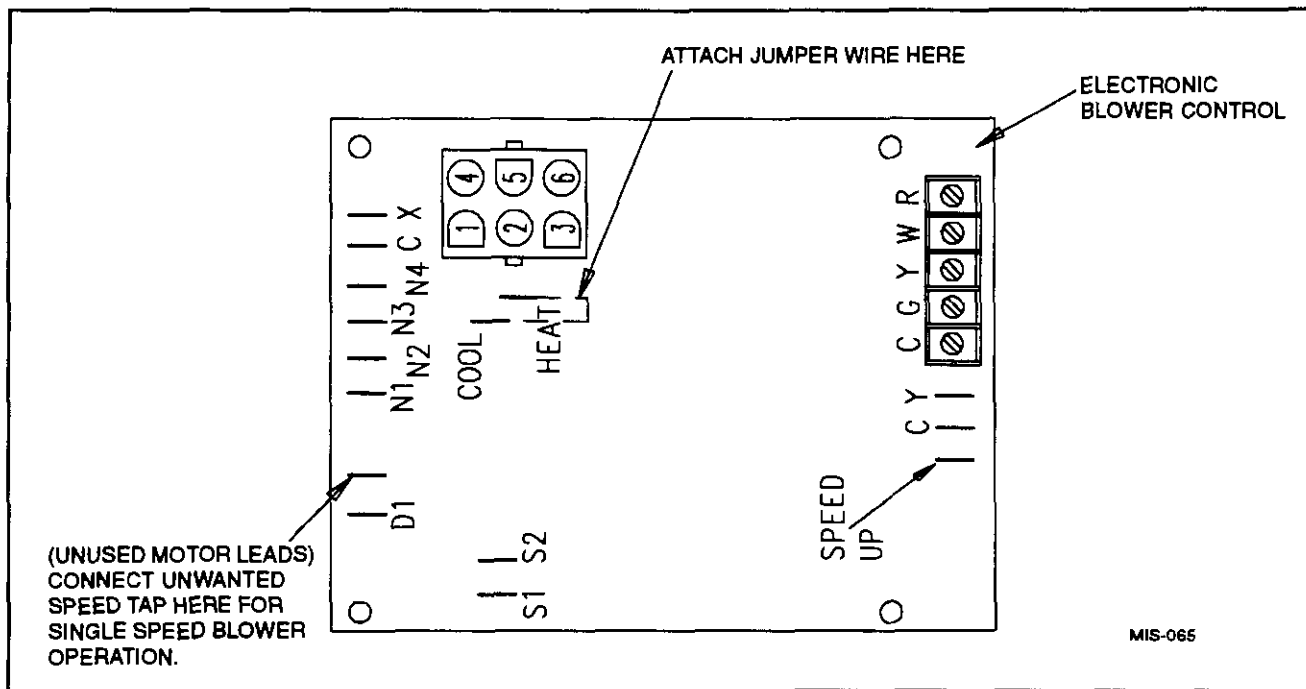 ATTACH JUMPER WIRE HERE
ELECTRONIC
BLOWER CONTROL
4 5 6
1 2 3
X
C
N4
N3
N2
N1
D1
COOL
HEAT
R
W
Y
G
C
Y
C
SPEED
UP
S2
S1
(UNUSED MOTOR LEADS)
CONNECT UNWANTED
SPEED TAP HERE FOR
SINGLE SPEED BLOWER
OPERATION.
MIS-065